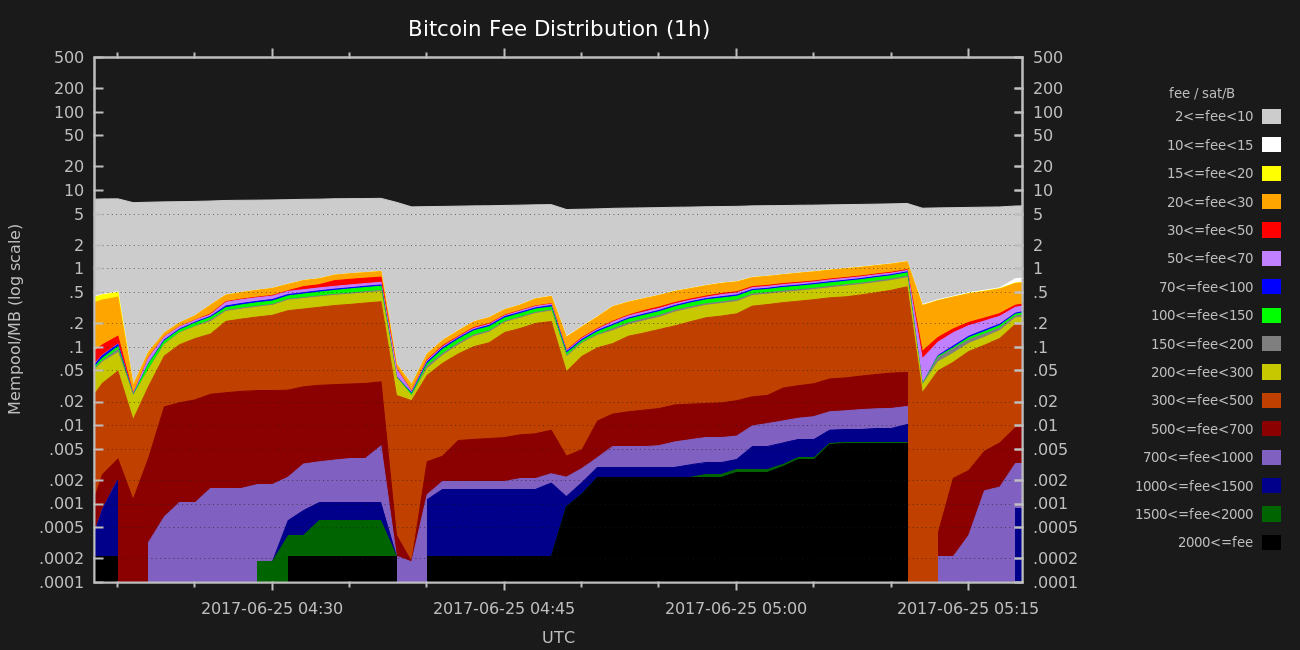 Bitcoin Fee Distribution (1h)
Mempool/MB (log scale)
500
200
100
50
20
10
5
2
1
.5
.2
.1
.05
.02
.01
.005
.002
.001
.0005
.0002
.0001
500
200
100
50
20
10
5
2
1
.5
.2
.1
.05
.02
.01
.005
.002
.001
.0005
.0002
.0001
2017-06-25 04:30
2017-06-25 04:45
2017-06-25 05:00
2017-06-25 05:15
UTC
fee / sat/B
2<=fee<10
10<=fee<15
15<=fee<20
20<=fee<30
30<=fee<50
50<=fee<70
70<=fee<100
100<=fee<150
150<=fee<200
200<=fee<300
300<=fee<500
500<=fee<700
700<=fee<1000
1000<=fee<1500
1500<=fee<2000
2000<=fee